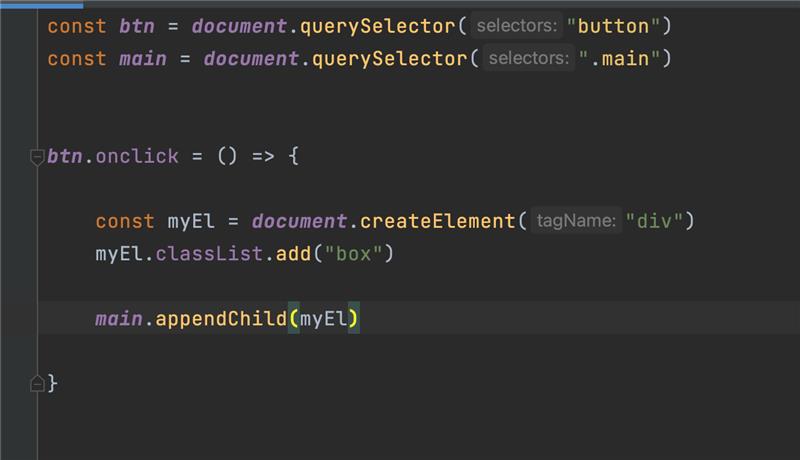 const btn = document.querySelector( selectors: "button")
const main = document.querySelector( selectors: ".main")
btn.onclick = () => {
const myEl = document.createElement( tagName: "div")
myEl.classList.add("box")
main.appendChild(myEl)
}